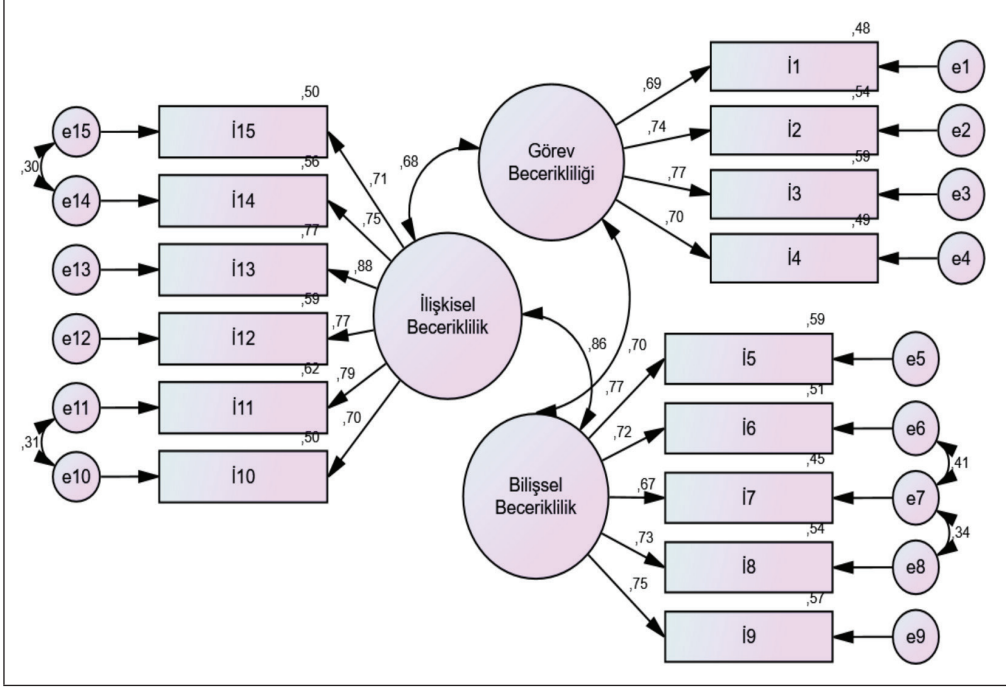 ,48
İ1
e1
,69
,54
İ2
e2
,74
Görev
Becerikliliği
,59
İ3
e3
,77
,49
İ4
e4
,70
,68
,50
e15
İ15
,71
,30
,56
e14
İ14
,75
,77
e13
İ13
,88
,59
e12
İ12
,77
,62
e11
İ11
,79
,31
,50
e10
İ10
,70
İlişkisel
Beceriklilik
,86
,70
,59
İ5
e5
,77
,51
İ6
e6
,72
,41
,45
İ7
e7
,67
Bilişsel
Beceriklilik
,34
,54
İ8
e8
,73
,57
İ9
e9
,75